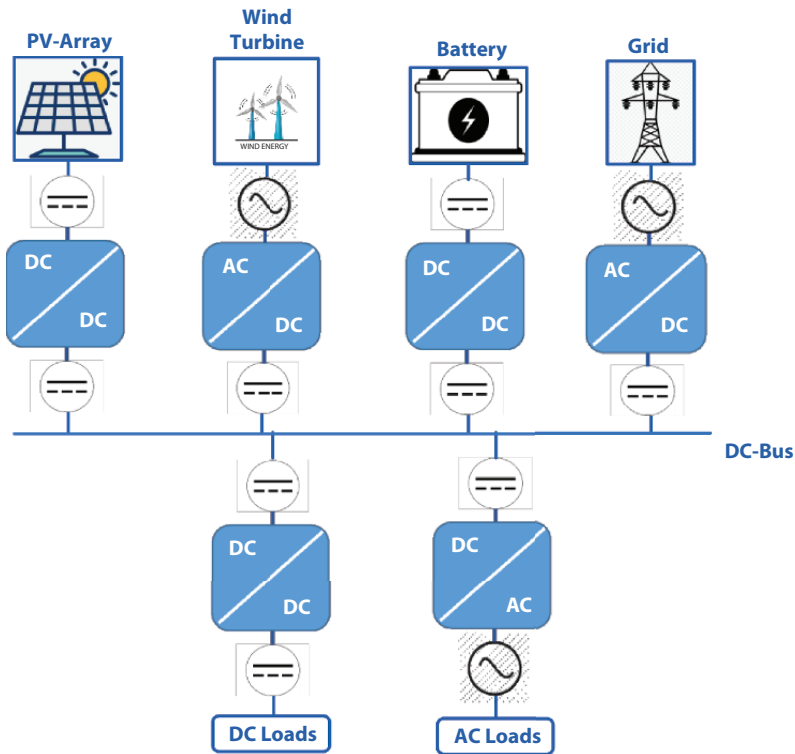 PV-Array
Wind
Turbine
Battery
Grid
WIND ENERGY
DC
DC
AC
DC
DC
DC
AC
DC
DC-Bus
DC
DC
DC
AC
DC Loads
AC Loads